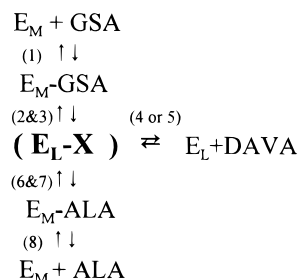 E_M + GSA
(1) ↑↓
E_M-GSA
(2&3) ↑↓ (4 or 5)
( E_L-X ) ⇄ E_L+DAVA
(6&7) ↑↓
E_M-ALA
(8) ↑↓
E_M + ALA